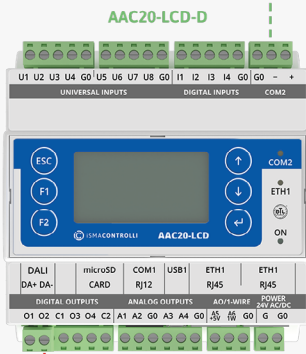 AAC20-LCD-D
U1 U2 U3 U4 G0 U5 U6 U7 U8 G0 I1 I2 I3 I4 G0 G0 − +
UNIVERSAL INPUTS DIGITAL INPUTS COM2
ESC
F1
F2
COM2
ETH1
ON
iSMACONTROLLI AAC20-LCD
DALI microSD COM1 USB1 ETH1 ETH1
DA+ DA- CARD RJ12 RJ45 RJ45
DIGITAL OUTPUTS ANALOG OUTPUTS AO/1-WIRE POWER
24V AC/DC
O1 O2 C1 O3 O4 C2 A1 A2 G0 A3 A4 G0 A5 +5V A6 1W G0 G G0